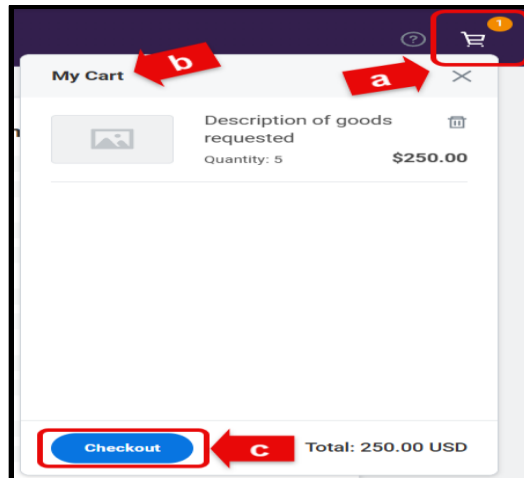 1
My Cart
b
a
n
Description of goods
requested
Quantity: 5
$250.00
Checkout
c
Total: 250.00 USD